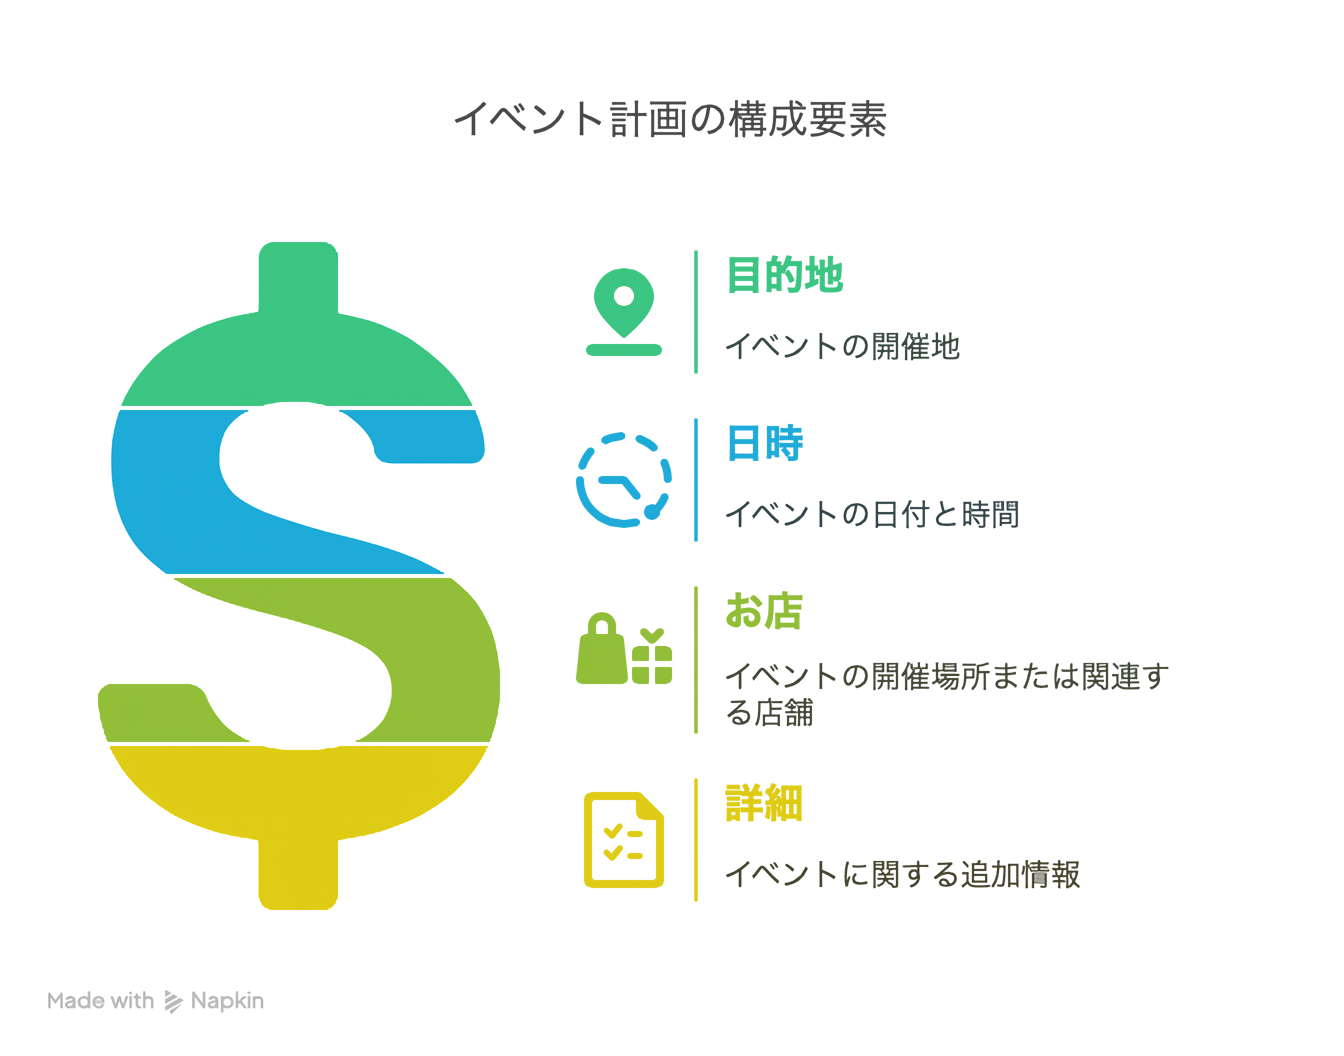 イベント計画の構成要素
目的地
イベントの開催地
日時
イベントの日付と時間
お店
イベントの開催場所または関連す
る店舗
詳細
イベントに関する追加情報
Made with Napkin